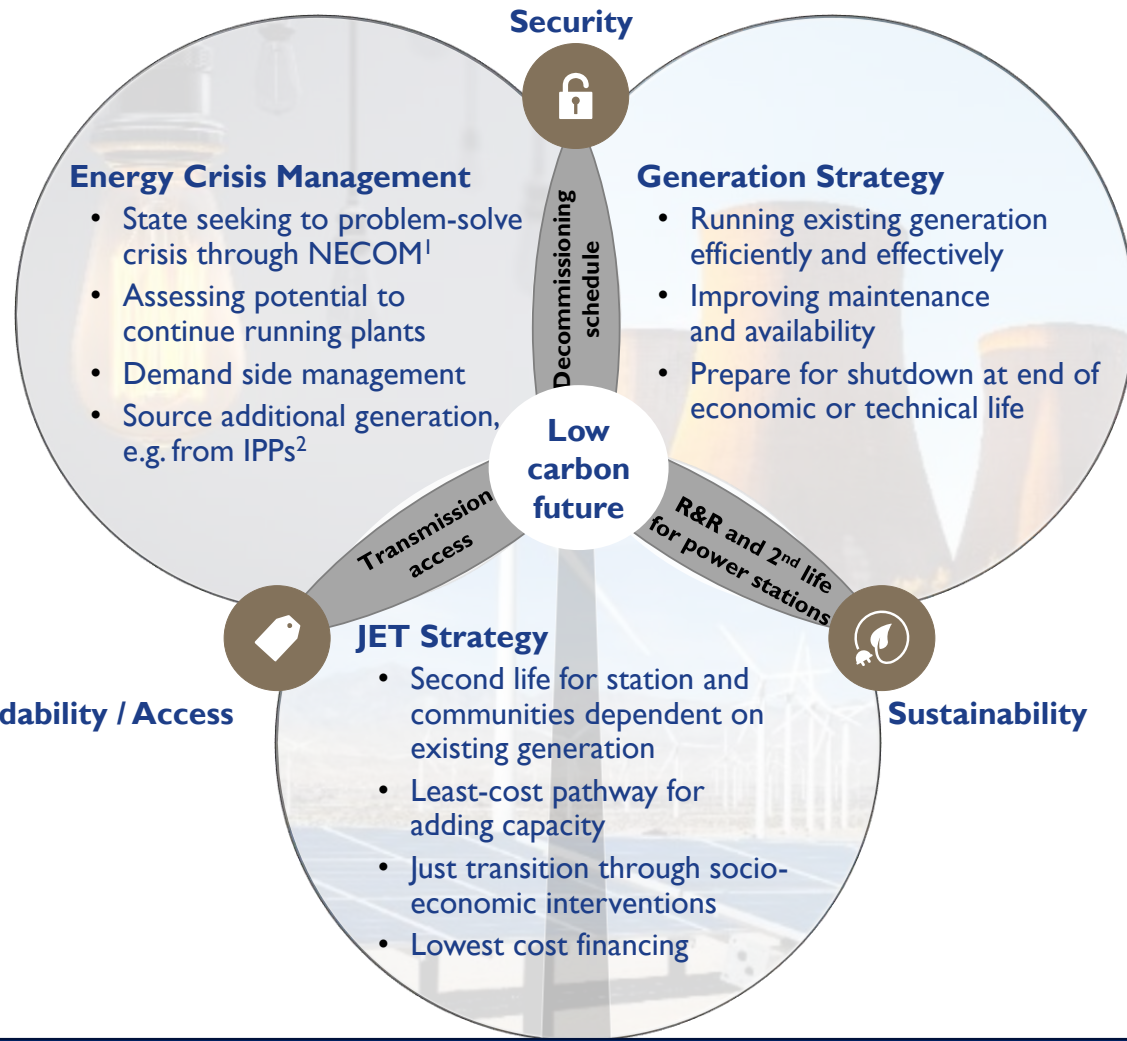 Security
Energy Crisis Management
• State seeking to problem-solve
crisis through NECOM¹
• Assessing potential to
continue running plants
• Demand side management
• Source additional generation,
e.g. from IPPs²
Decommissioning
schedule
Generation Strategy
• Running existing generation
efficiently and effectively
• Improving maintenance
and availability
• Prepare for shutdown at end of
economic or technical life
Low
carbon
future
Transmission
access
R&R and 2nd life
for power stations
dability / Access
JET Strategy
• Second life for station and
communities dependent on
existing generation
• Least-cost pathway for
adding capacity
• Just transition through socio-
economic interventions
• Lowest cost financing
Sustainability